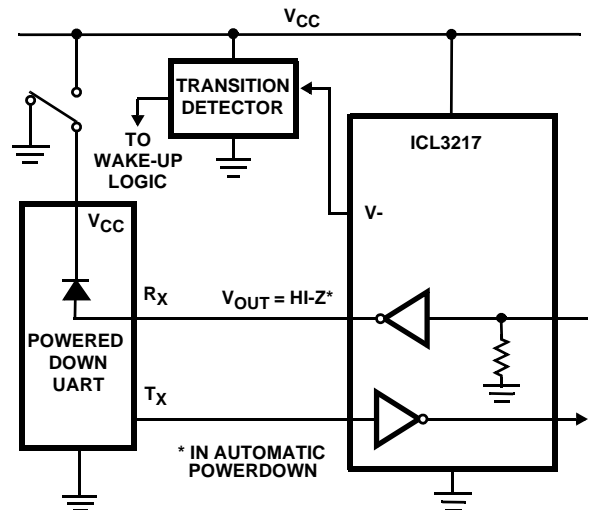 VCC
TRANSITION
DETECTOR
TO
WAKE-UP
LOGIC
ICL3217
V-
VCC
RX
VOUT = HI-Z*
POWERED
DOWN
UART
TX
* IN AUTOMATIC
POWERDOWN